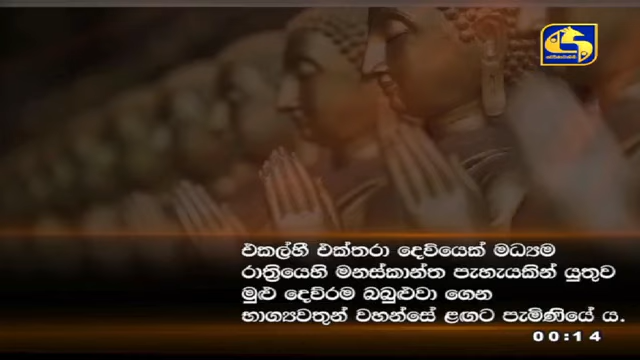 එකල්හී එක්තරා දෙවියෙක් මධ්‍යම
රාත්‍රියෙහි මනස්කාන්ත පැහැයකින් යුතුව
මුළු දෙව්රම බබුළුවා ගෙන
භාග්‍යවතුන් වහන්සේ ළඟට පැමිණියේ ය.
00:14